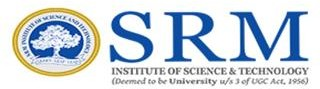 SRM
INSTITUTE OF SCIENCE & TECHNOLOGY
(Deemed to be University u/s 3 of UGC Act, 1956)